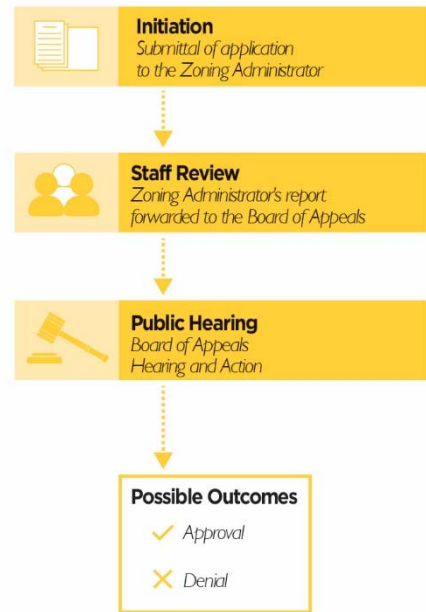 Initiation
Submittal of application
to the Zoning Administrator
Staff Review
Zoning Administrator's report
forwarded to the Board of Appeals
Public Hearing
Board of Appeals
Hearing and Action
Possible Outcomes
Approval
Denial